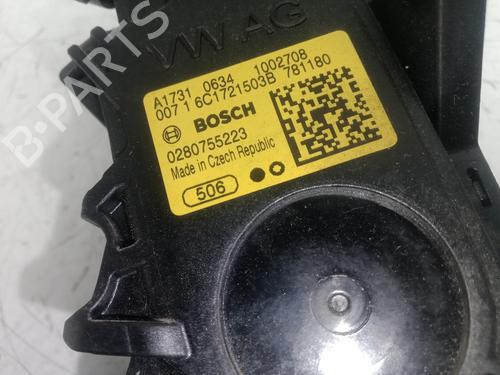 VW AG
A1731 0634 1002708
007 1 6C1721503B 781180
BOSCH
0280755223
Made in Czech Republic
506
B-PARTS